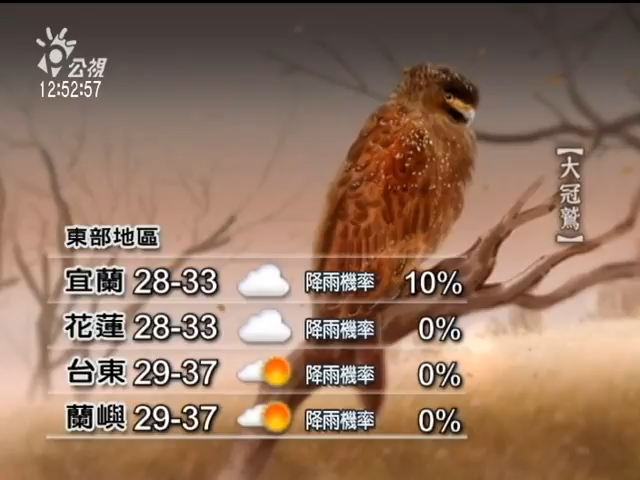 公視
12:52:57
【大冠鷲】
東部地區
宜蘭 28-33 降雨機率 10%
花蓮 28-33 降雨機率 0%
台東 29-37 降雨機率 0%
蘭嶼 29-37 降雨機率 0%